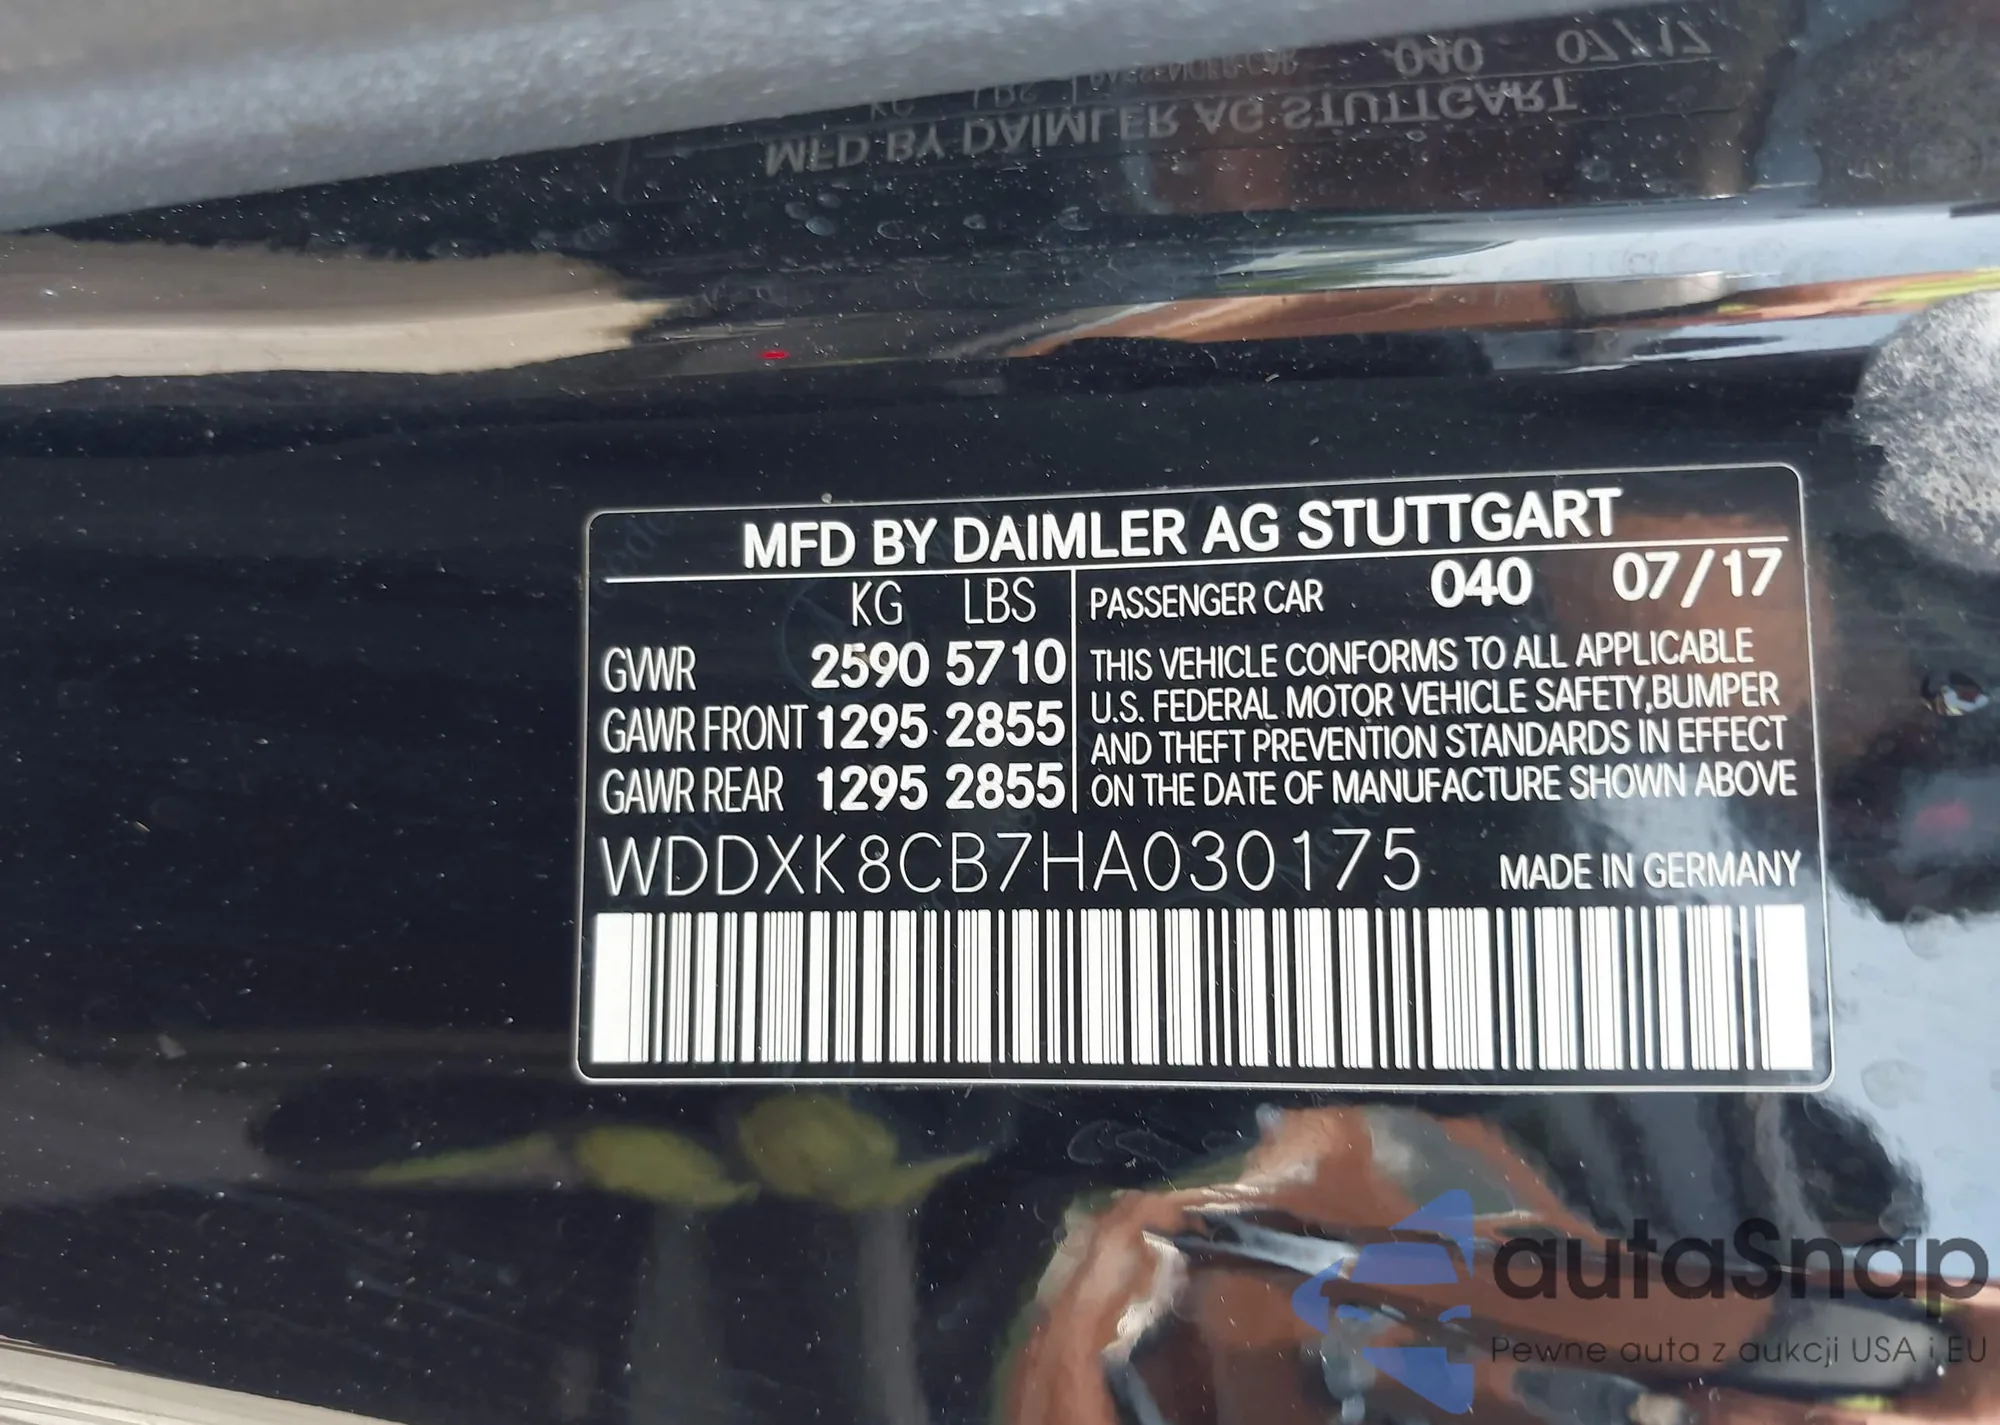 MFD BY DAIMLER AG STUTTGART
KG LBS
GVWR 2590 5710
GAWR FRONT 1295 2855
GAWR REAR 1295 2855
PASSENGER CAR 040 07/17
THIS VEHICLE CONFORMS TO ALL APPLICABLE
U.S. FEDERAL MOTOR VEHICLE SAFETY,BUMPER
AND THEFT PREVENTION STANDARDS IN EFFECT
ON THE DATE OF MANUFACTURE SHOWN ABOVE
WDDXK8CB7HA030175 MADE IN GERMANY
autaSnap
Pewne auta z aukcji USA i EU